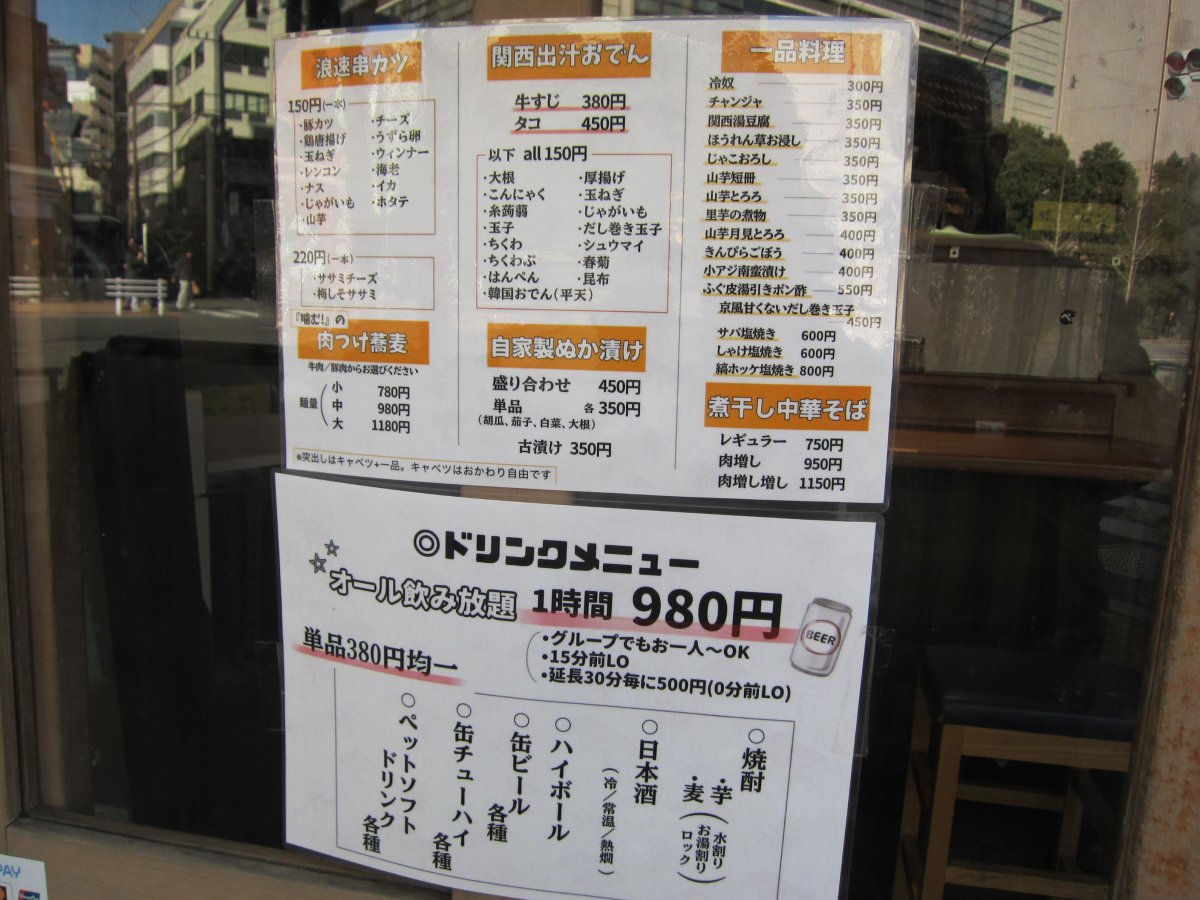 浪速串カツ
150円(一本)
・豚カツ
・鶏唐揚げ
・玉ねぎ
・レンコン
・ナス
・じゃがいも
・山芋
・チーズ
・うずら卵
・ウィンナー
・海老
・イカ
・ホタテ
220円(一本)
・ササミチーズ
・梅しそササミ
『噛む!』の
肉つけ蕎麦
牛肉/豚肉からお選びください
麺量
小 780円
中 980円
大 1180円
*突出しはキャベツ+一品。キャベツはおかわり自由です
関西出汁おでん
牛すじ 380円
タコ 450円
以下 all 150円
・大根
・こんにゃく
・糸蒟蒻
・玉子
・ちくわ
・ちくわぶ
・はんぺん
・韓国おでん(平天)
・厚揚げ
・玉ねぎ
・じゃがいも
・だし巻き玉子
・シュウマイ
・春菊
・昆布
自家製ぬか漬け
盛り合わせ 450円
単品 各350円
(胡瓜、茄子、白菜、大根)
古漬け 350円
一品料理
冷奴 300円
チャンジャ 350円
関西湯豆腐 350円
ほうれん草お浸し 350円
じゃこおろし 350円
山芋短冊 350円
山芋とろろ 350円
里芋の煮物 350円
山芋月見とろろ 400円
きんぴらごぼう 400円
小アジ南蛮漬け 400円
ふぐ皮湯引きポン酢 550円
京風甘くないだし巻き玉子
450円
サバ塩焼き 600円
しゃけ塩焼き 600円
縞ホッケ塩焼き 800円
煮干し中華そば
レギュラー 750円
肉増し 950円
肉増し増し 1150円
◎ドリンクメニュー
オール飲み放題 1時間 980円
BEER
・グループでもお一人〜OK
・15分前LO
・延長30分毎に500円(0分前LO)
単品380円均一
○焼酎
・芋
・麦
(水割り
お湯割り
ロック)
○日本酒
(冷/常温/熱燗)
○ハイボール
○缶ビール 各種
○缶チューハイ 各種
○ペットソフト
ドリンク 各種
PAY